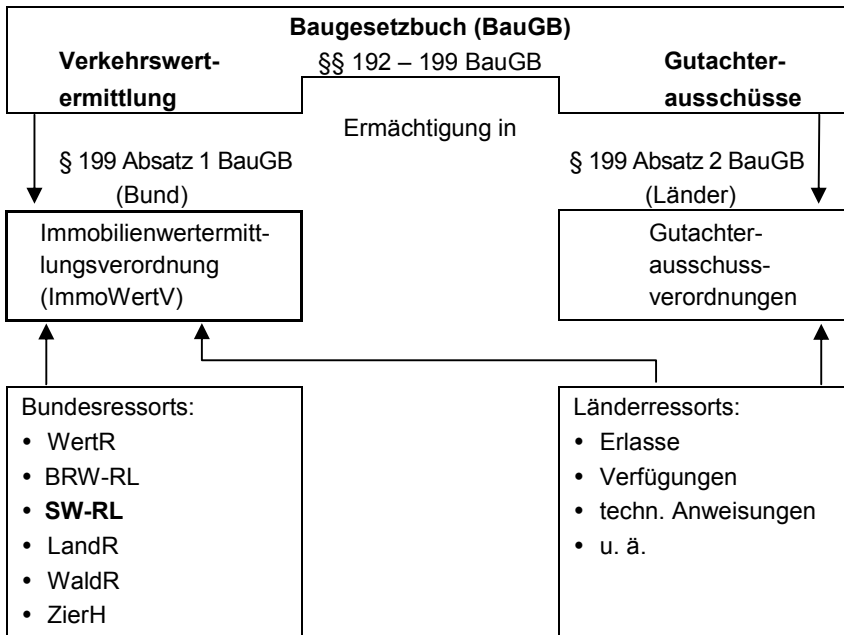 Baugesetzbuch (BauGB)
Verkehrswert-
ermittlung
§§ 192 – 199 BauGB
Gutachter-
ausschüsse
Ermächtigung in
§ 199 Absatz 1 BauGB
(Bund)
§ 199 Absatz 2 BauGB
(Länder)
Immobilienwertermitt-
lungsverordnung
(ImmoWertV)
Gutachter-
ausschuss-
verordnungen
Bundesressorts:
• WertR
• BRW-RL
• SW-RL
• LandR
• WaldR
• ZierH
Länderressorts:
• Erlasse
• Verfügungen
• techn. Anweisungen
• u. ä.